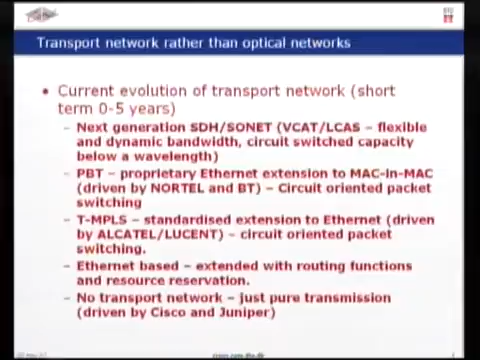 Transport network rather than optical networks
• Current evolution of transport network (short
term 0-5 years)
– Next generation SDH/SONET (VCAT/LCAS – flexible
and dynamic bandwidth, circuit switched capacity
below a wavelength)
– PBT – proprietary Ethernet extension to MAC-in-MAC
(driven by NORTEL and BT) – Circuit oriented packet
switching
– T-MPLS – standardised extension to Ethernet (driven
by ALCATEL/LUCENT) – circuit oriented packet
switching.
– Ethernet based – extended with routing functions
and resource reservation.
– No transport network – just pure transmission
(driven by Cisco and Juniper)